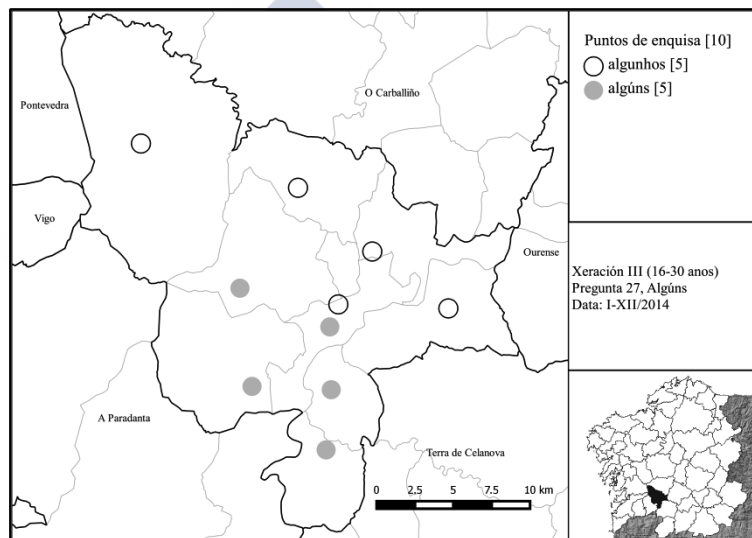 Puntos de enquisa [10]
algunhos [5]
algúns [5]
O Carballiño
Pontevedra
Vigo
Ourense
Xeración III (16-30 anos)
Pregunta 27, Algúns
Data: I-XII/2014
A Paradanta
Terra de Celanova
0 2,5 5 7.5 10 km